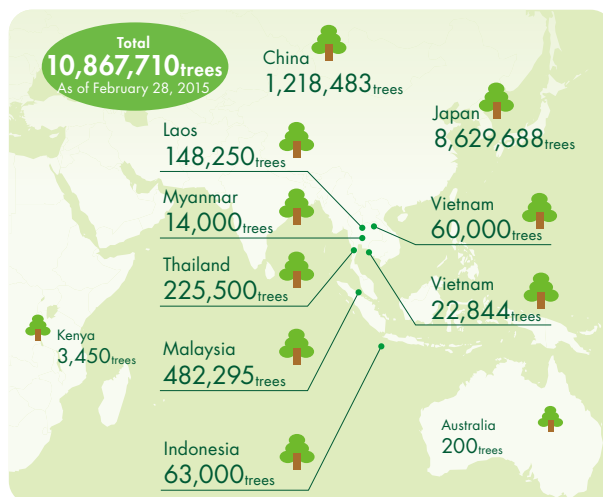 Total
10,867,710trees
As of February 28, 2015
China
1,218,483trees
Japan
8,629,688trees
Laos
148,250trees
Myanmar
14,000trees
Vietnam
60,000trees
Thailand
225,500trees
Vietnam
22,844trees
Kenya
3,450trees
Malaysia
482,295trees
Australia
200trees
Indonesia
63,000trees